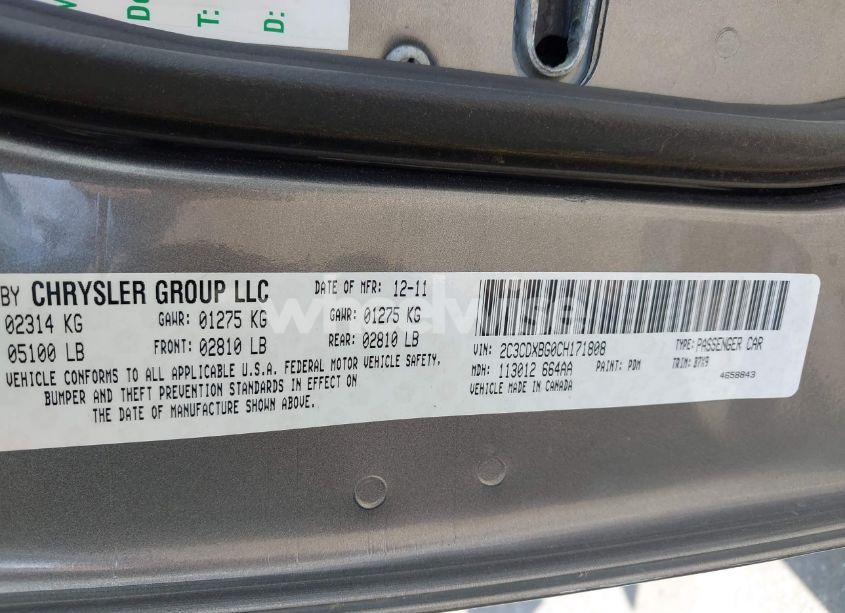 T:
D:
BY CHRYSLER GROUP LLC DATE OF MFR: 12-11
02314 KG GAWR: 01275 KG GAWR: 01275 KG
05100 LB FRONT: 02810 LB REAR: 02810 LB
VEHICLE CONFORMS TO ALL APPLICABLE U.S.A. FEDERAL MOTOR VEHICLE SAFETY,
BUMPER AND THEFT PREVENTION STANDARDS IN EFFECT ON
THE DATE OF MANUFACTURE SHOWN ABOVE.
VIN: 2C3CDXBG0CH171808 TYPE: PASSENGER CAR
MDH: 113012 664AA PAINT: PDM TRIM: B7X9
VEHICLE MADE IN CANADA 4658843